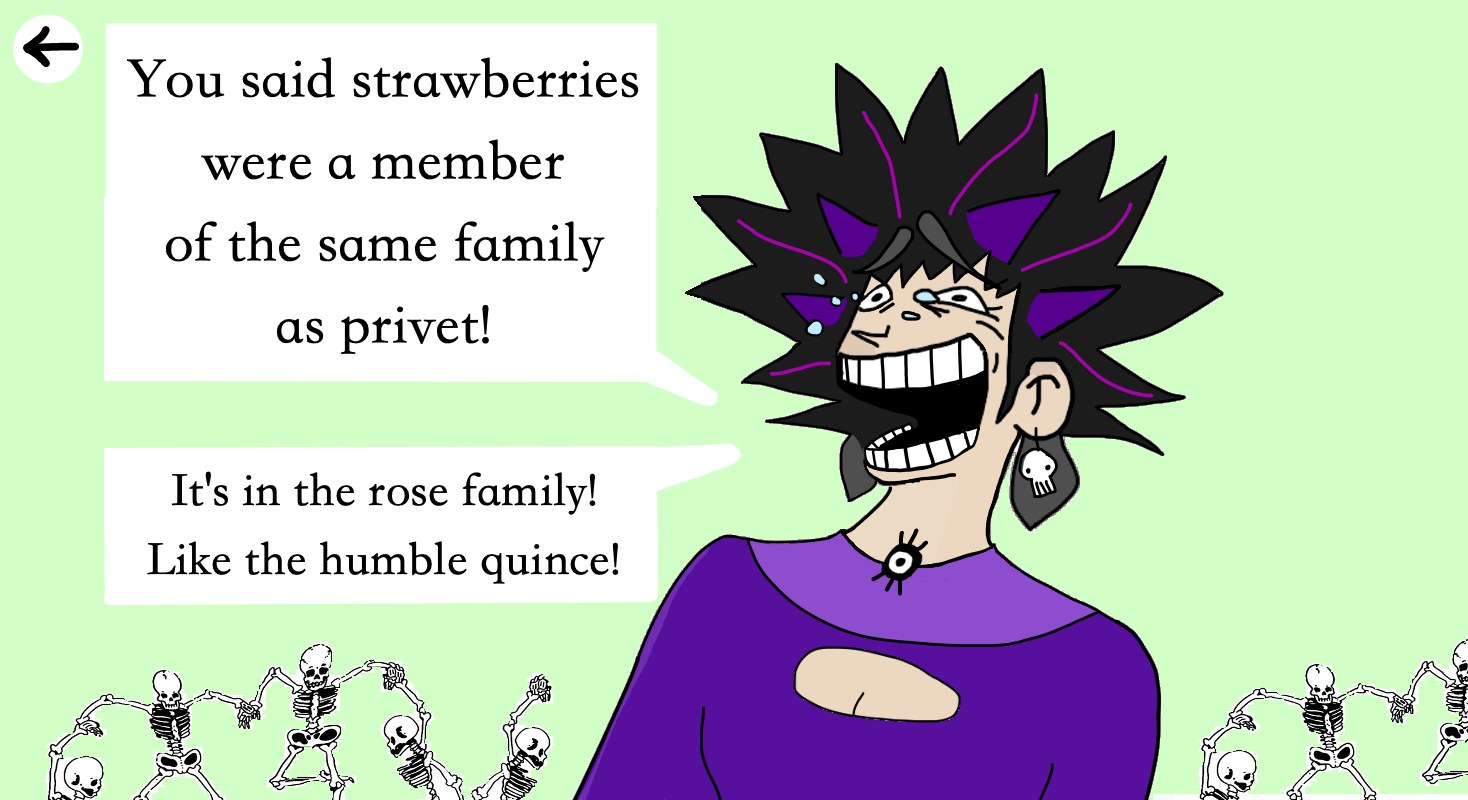 You said strawberries
were a member
of the same family
as privet!
It's in the rose family!
Like the humble quince!